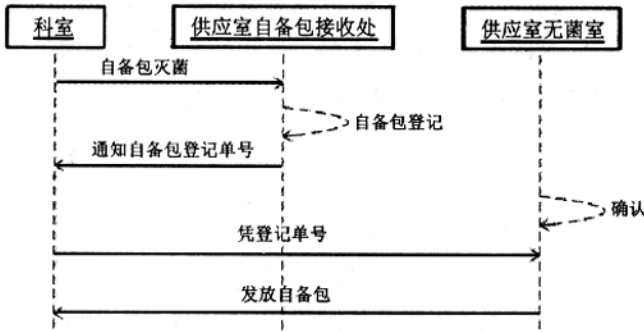 科室 供应室自备包接收处 供应室无菌室
自备包灭菌
自备包登记
通知自备包登记单号
确认
凭登记单号
发放自备包